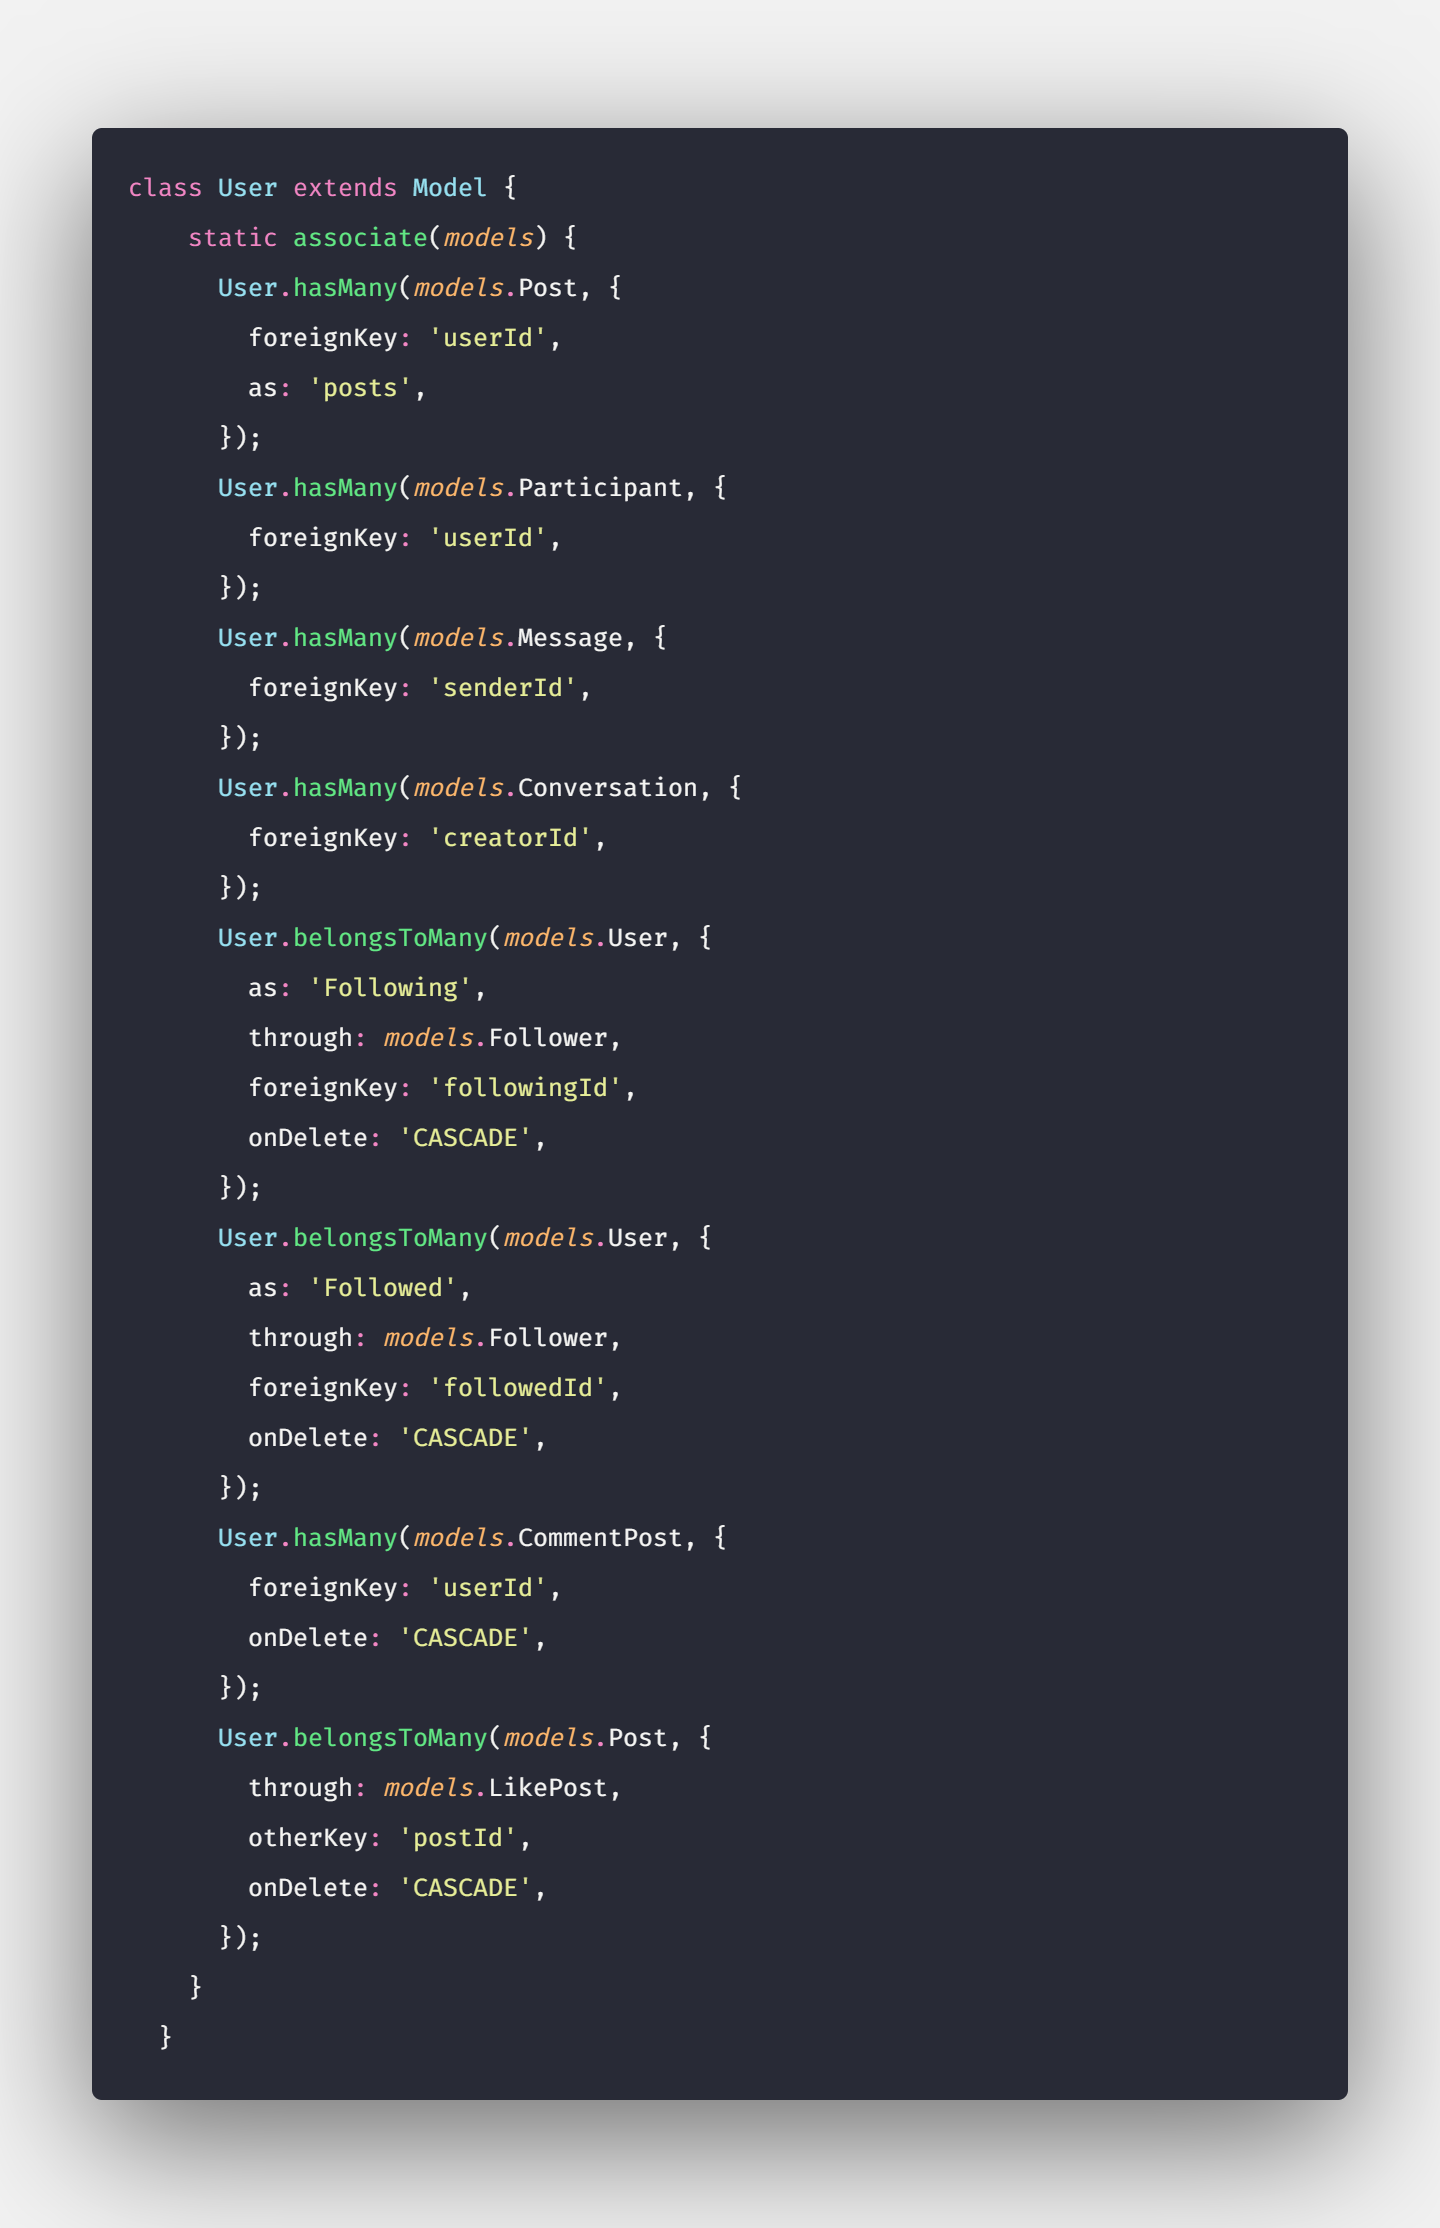 class User extends Model {
    static associate(models) {
      User.hasMany(models.Post, {
        foreignKey: 'userId',
        as: 'posts',
      });
      User.hasMany(models.Participant, {
        foreignKey: 'userId',
      });
      User.hasMany(models.Message, {
        foreignKey: 'senderId',
      });
      User.hasMany(models.Conversation, {
        foreignKey: 'creatorId',
      });
      User.belongsToMany(models.User, {
        as: 'Following',
        through: models.Follower,
        foreignKey: 'followingId',
        onDelete: 'CASCADE',
      });
      User.belongsToMany(models.User, {
        as: 'Followed',
        through: models.Follower,
        foreignKey: 'followedId',
        onDelete: 'CASCADE',
      });
      User.hasMany(models.CommentPost, {
        foreignKey: 'userId',
        onDelete: 'CASCADE',
      });
      User.belongsToMany(models.Post, {
        through: models.LikePost,
        otherKey: 'postId',
        onDelete: 'CASCADE',
      });
    }
  }